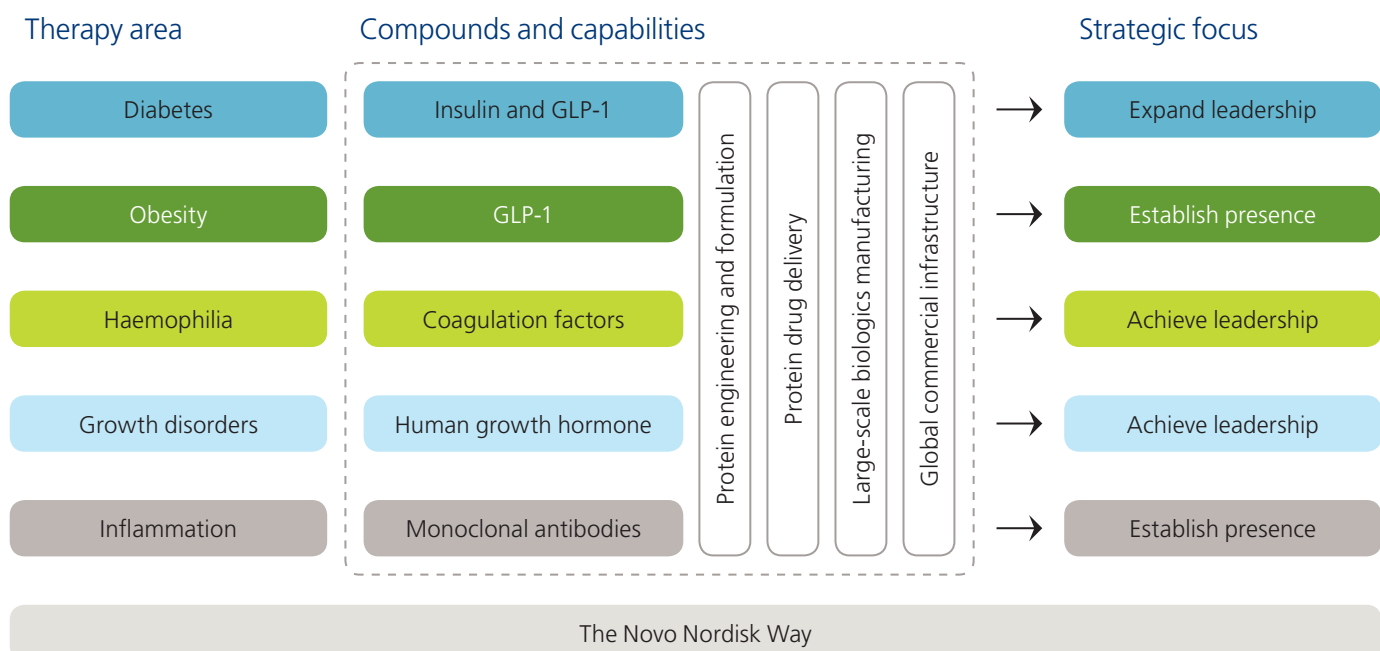 Therapy area
Compounds and capabilities
Strategic focus
Diabetes
Insulin and GLP-1
Expand leadership
Obesity
GLP-1
Establish presence
Haemophilia
Coagulation factors
Achieve leadership
Growth disorders
Human growth hormone
Achieve leadership
Inflammation
Monoclonal antibodies
Establish presence
Protein engineering and formulation
Protein drug delivery
Large-scale biologics manufacturing
Global commercial infrastructure
The Novo Nordisk Way